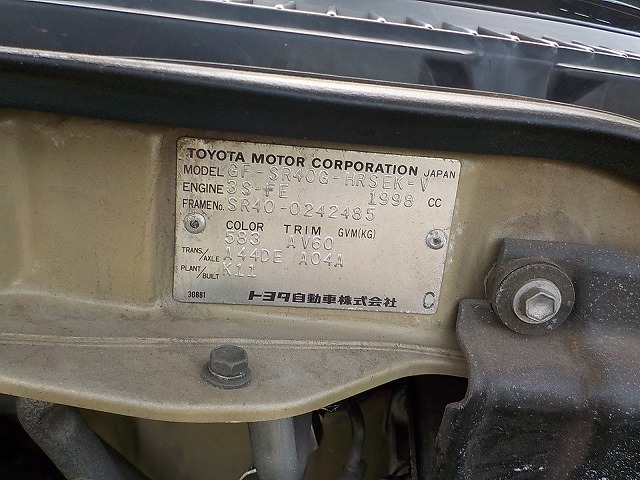 TOYOTA MOTOR CORPORATION JAPAN
MODEL GF-SR40G-HRSEK-V
ENGINE 3S-FE 1998 CC
FRAME No. SR40-0242485
COLOR TRIM GVM(KG)
583 AV60
TRANS./AXLE A44DE A04A
PLANT/BUILT K11
30881 トヨタ自動車株式会社 C